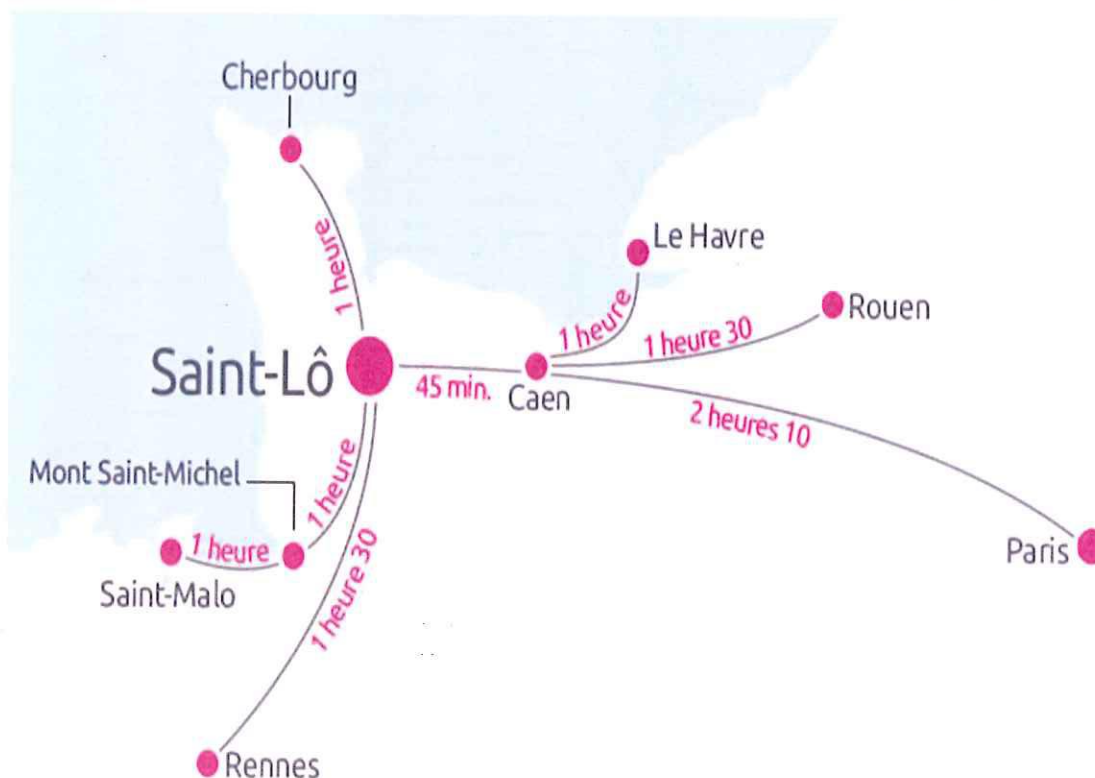 Cherbourg
1 heure
Le Havre
1 heure
Rouen
1 heure 30
Saint-Lô
45 min.
Caen
2 heures 10
Paris
Mont Saint-Michel
1 heure
1 heure
Saint-Malo
1 heure 30
Rennes